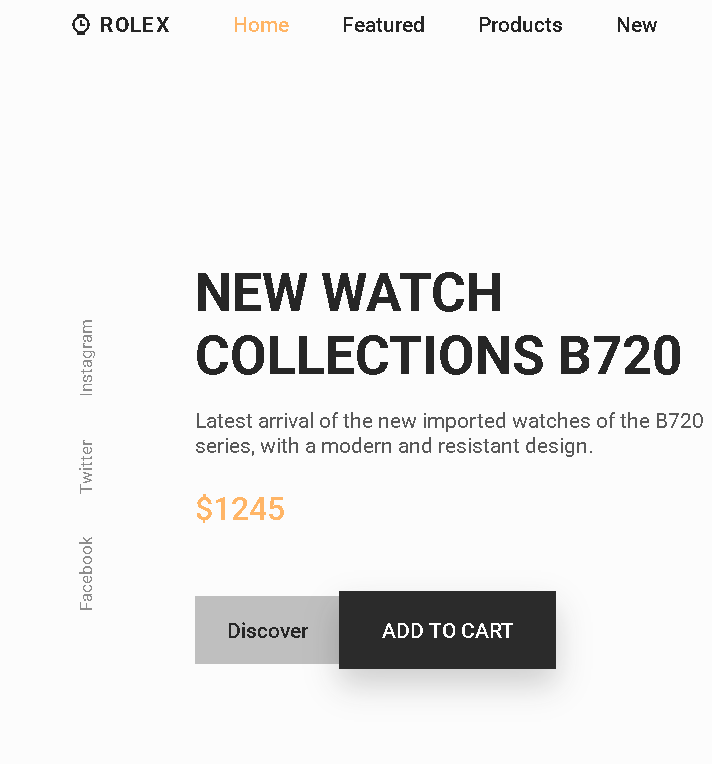 ROLEX Home Featured Products New
NEW WATCH
COLLECTIONS B720
Latest arrival of the new imported watches of the B720
series, with a modern and resistant design.
$1245
Discover ADD TO CART
Instagram
Twitter
Facebook